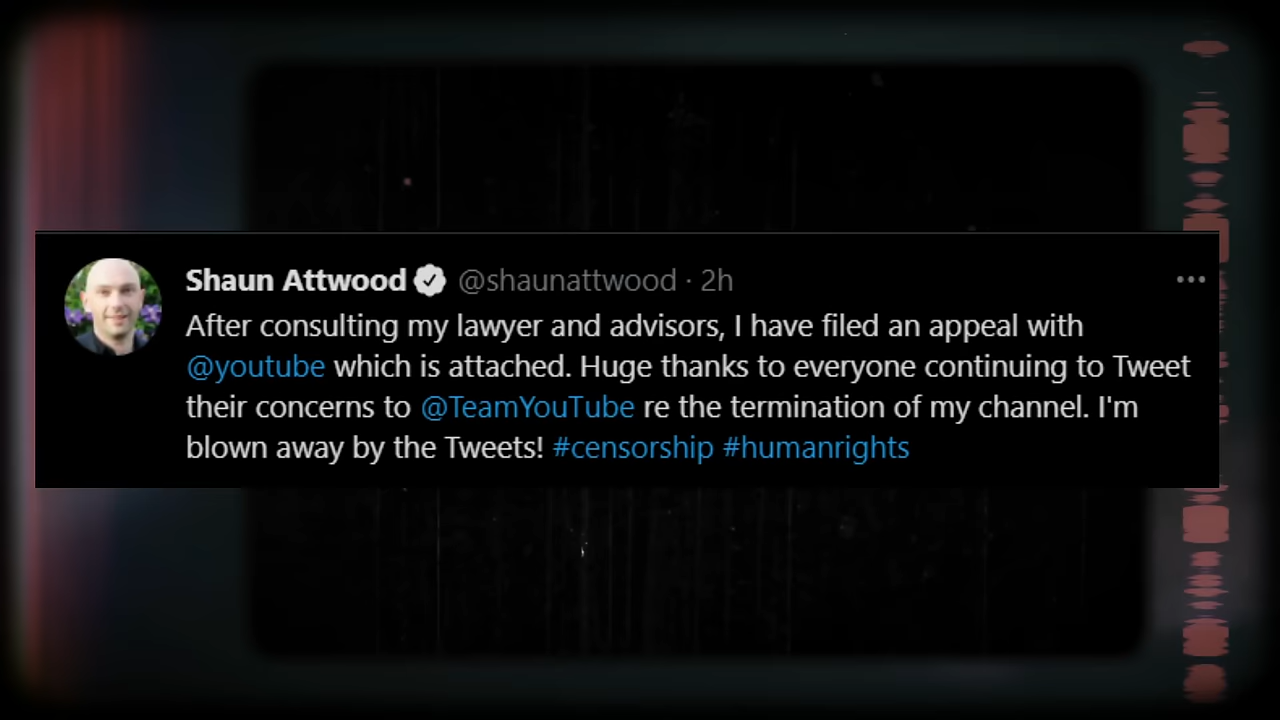 Shaun Attwood @shaunattwood · 2h
After consulting my lawyer and advisors, I have filed an appeal with
@youtube which is attached. Huge thanks to everyone continuing to Tweet
their concerns to @TeamYouTube re the termination of my channel. I'm
blown away by the Tweets! #censorship #humanrights